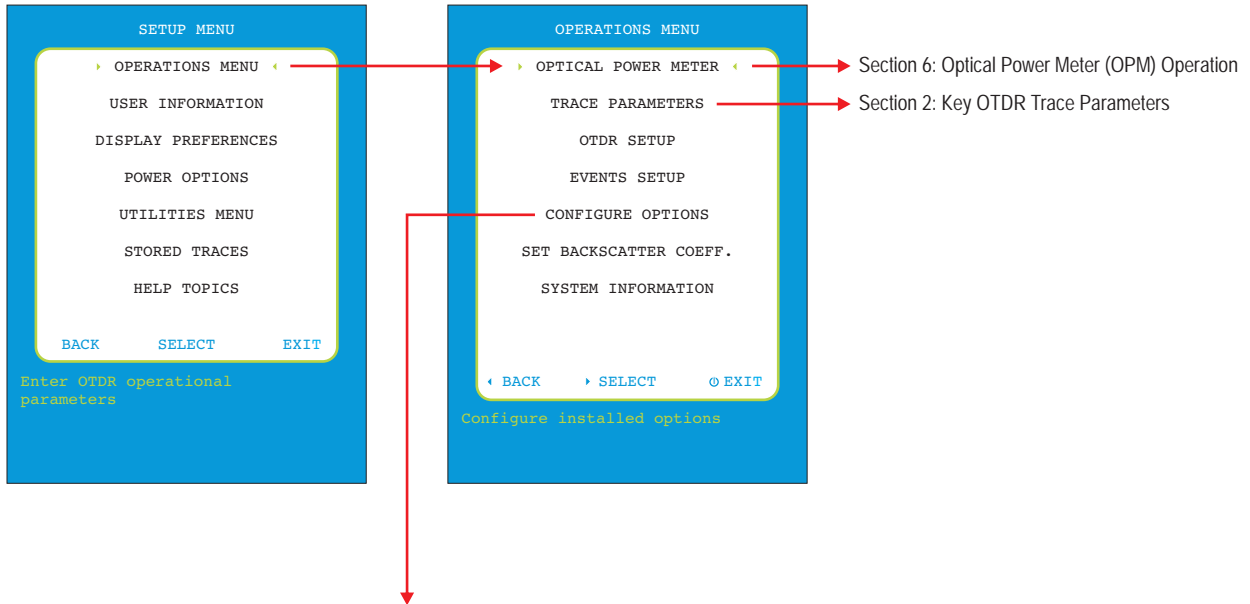 SETUP MENU
OPERATIONS MENU
USER INFORMATION
DISPLAY PREFERENCES
POWER OPTIONS
UTILITIES MENU
STORED TRACES
HELP TOPICS
BACK SELECT EXIT
Enter OTDR operational
parameters
OPERATIONS MENU
OPTICAL POWER METER
TRACE PARAMETERS
OTDR SETUP
EVENTS SETUP
CONFIGURE OPTIONS
SET BACKSCATTER COEFF.
SYSTEM INFORMATION
BACK SELECT EXIT
Configure installed options
Section 6: Optical Power Meter (OPM) Operation
Section 2: Key OTDR Trace Parameters